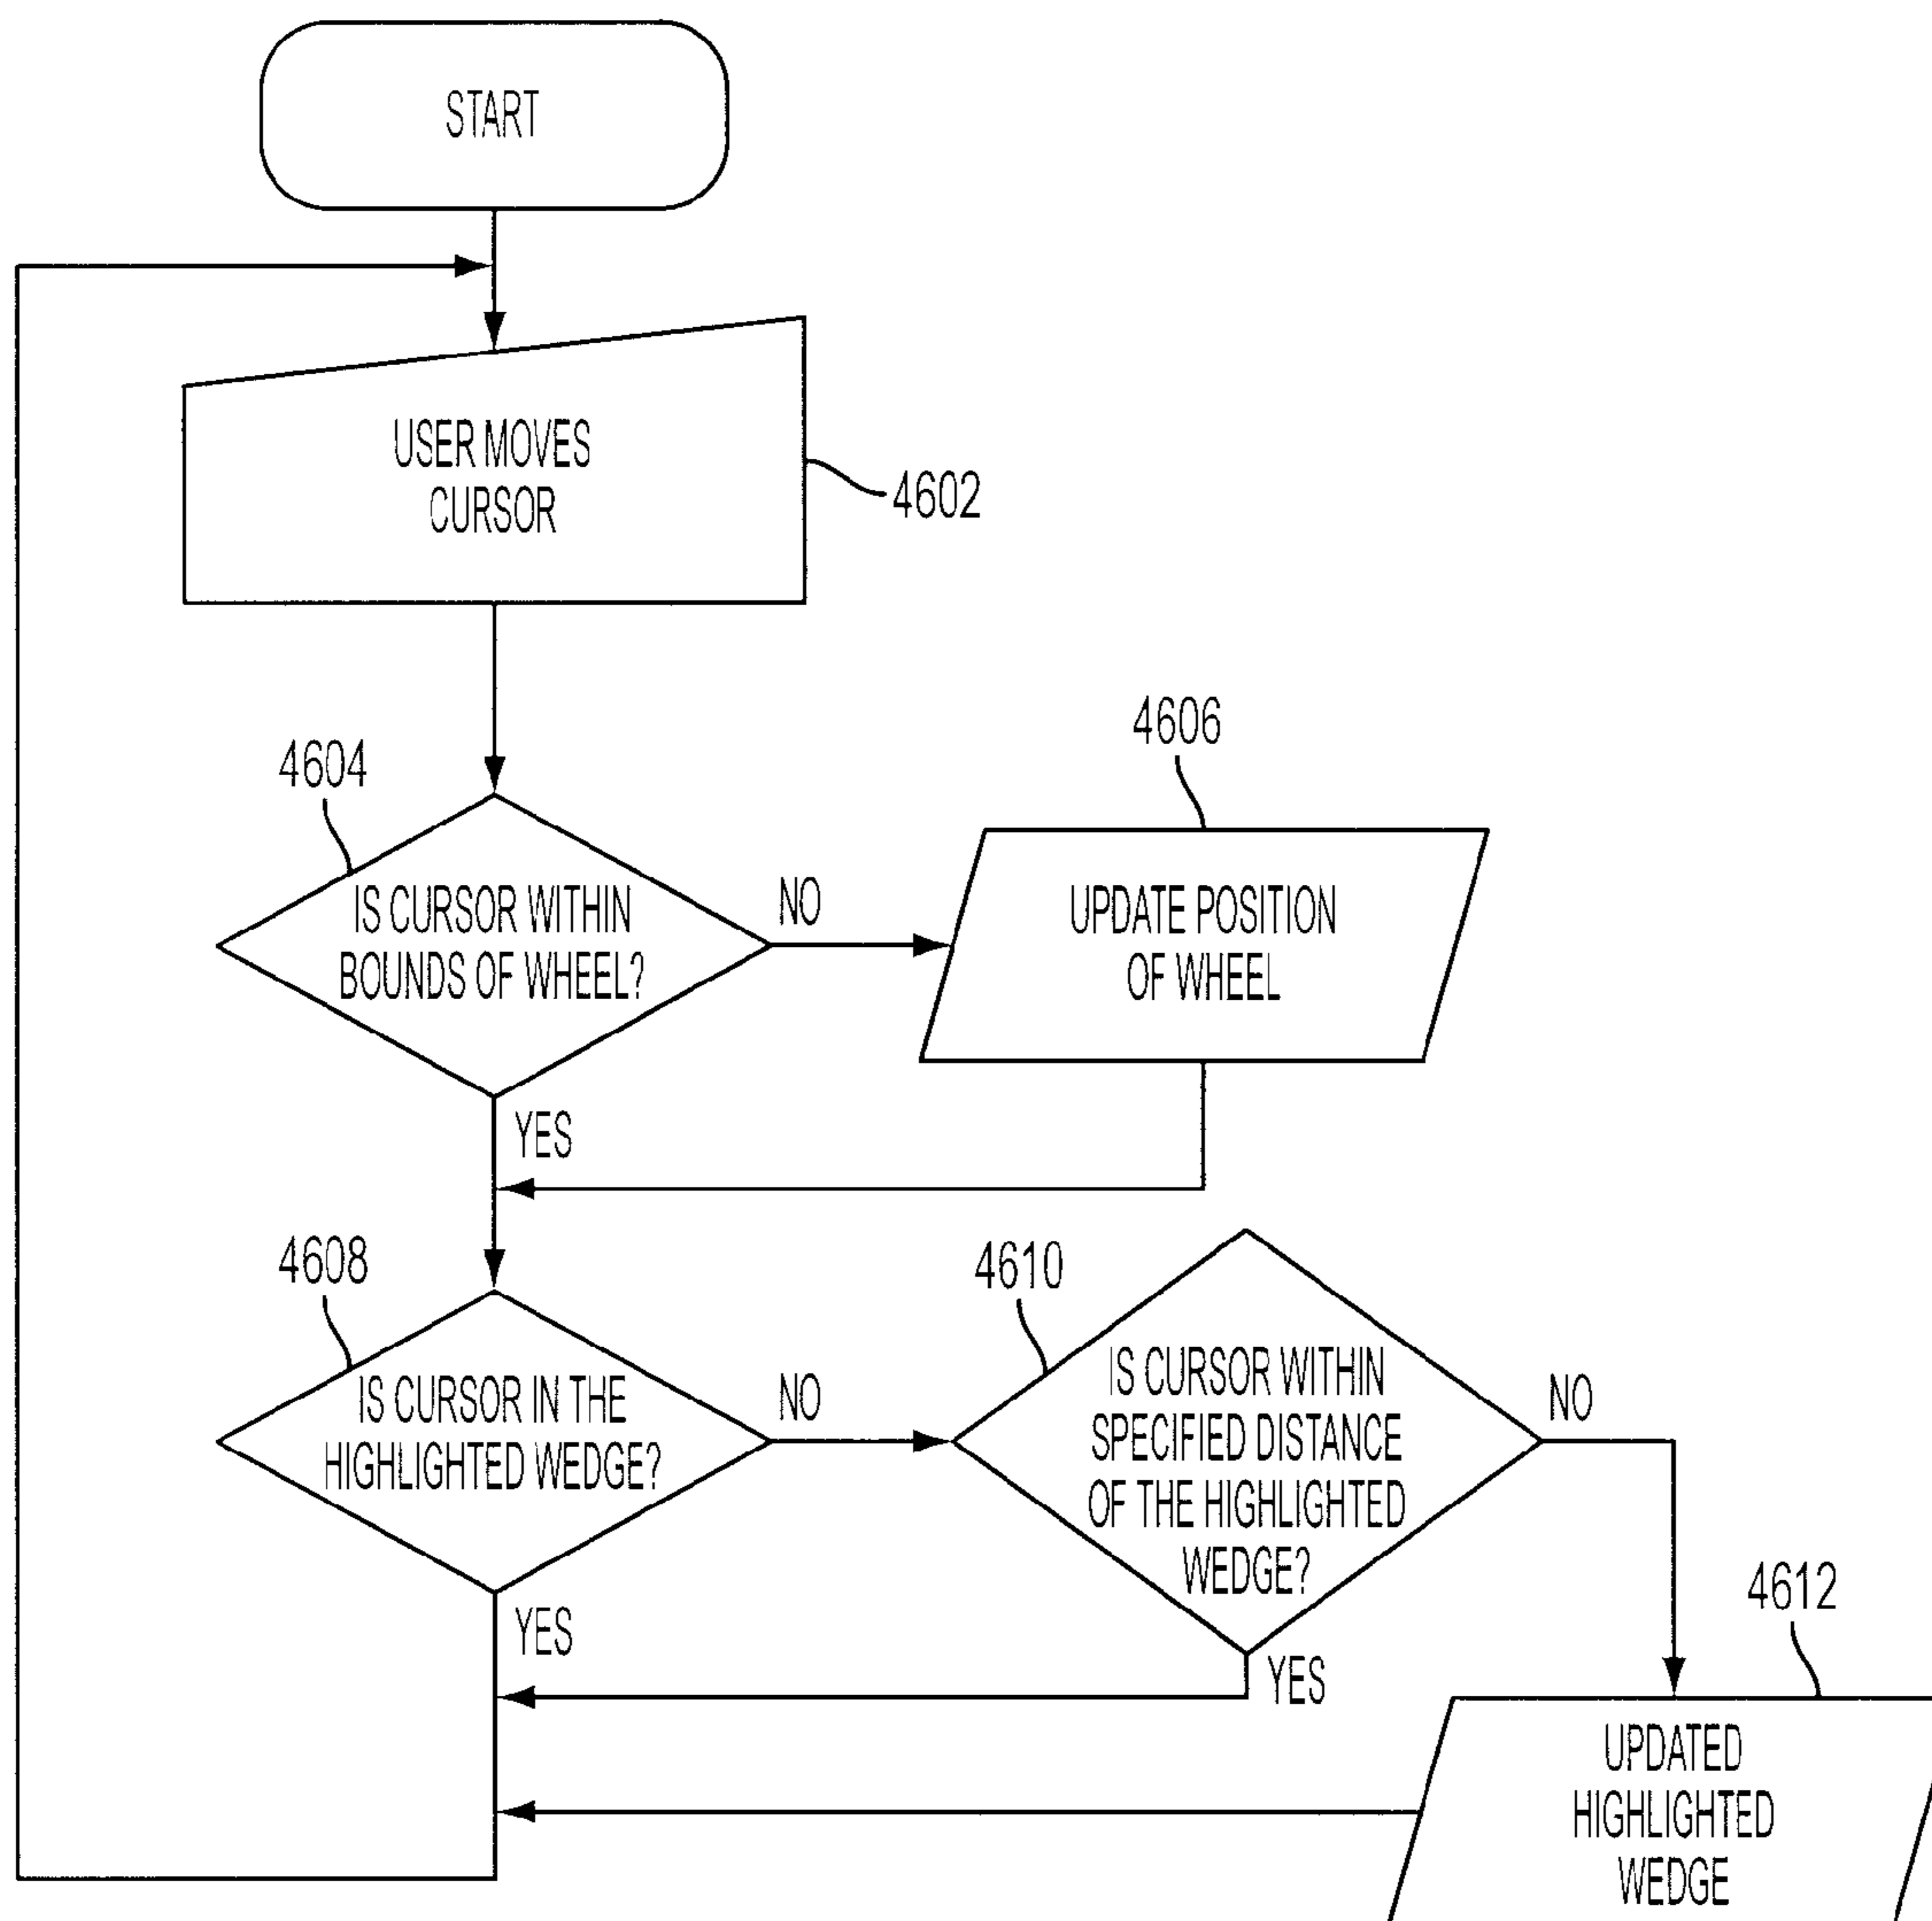 START
USER MOVES
CURSOR
4602
4604
IS CURSOR WITHIN
BOUNDS OF WHEEL?
NO
YES
4606
UPDATE POSITION
OF WHEEL
4608
IS CURSOR IN THE
HIGHLIGHTED WEDGE?
NO
YES
4610
IS CURSOR WITHIN
SPECIFIED DISTANCE
OF THE HIGHLIGHTED
WEDGE?
NO
YES
4612
UPDATED
HIGHLIGHTED
WEDGE